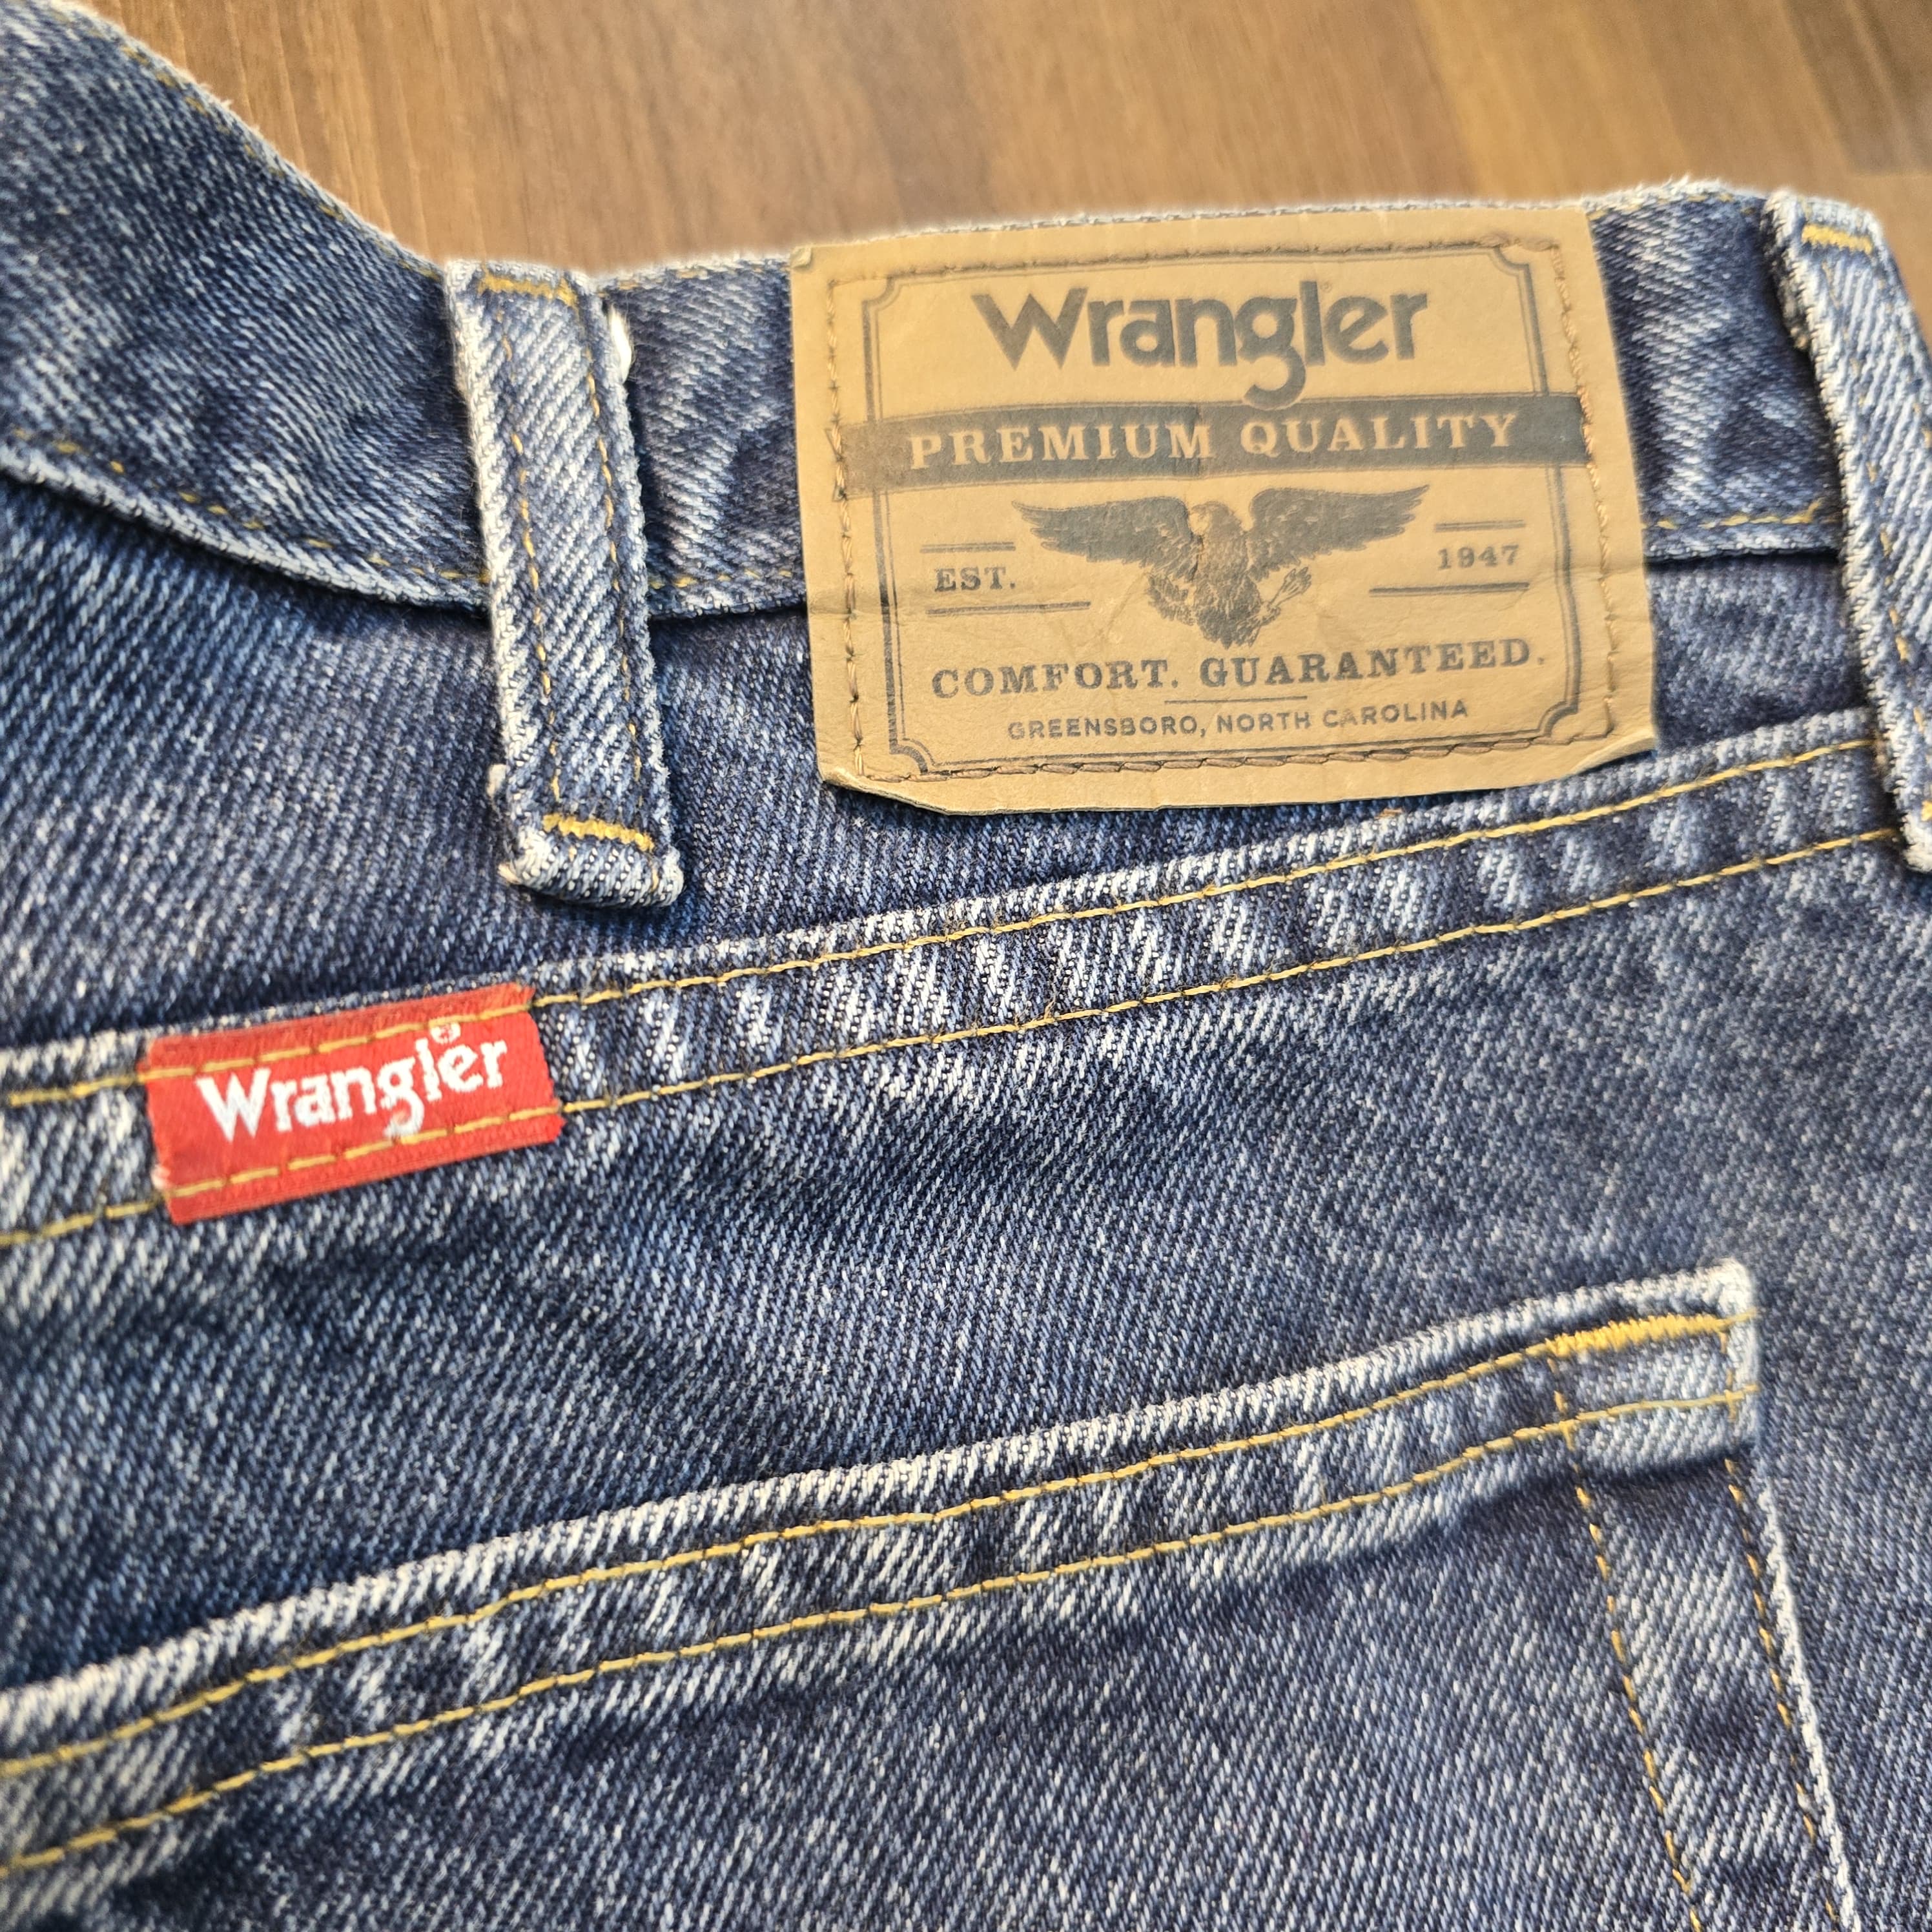 Wrangler
PREMIUM QUALITY
EST. 1947
COMFORT. GUARANTEED.
GREENSBORO, NORTH CAROLINA
Wrangler®